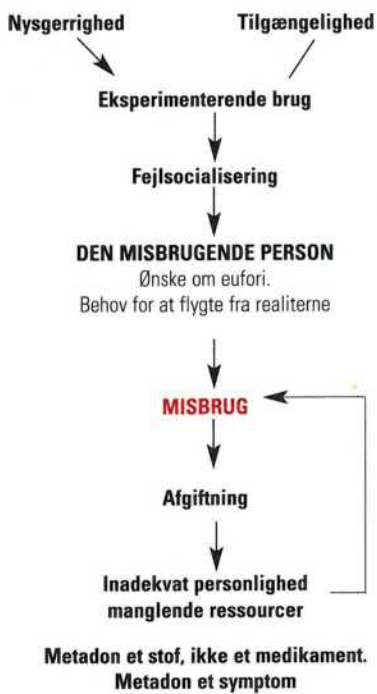 Nysgerrighed Tilgængelighed
Eksperimenterende brug
Fejlsocialisering
DEN MISBRUGENDE PERSON
Ønske om eufori.
Behov for at flygte fra realiterne
MISBRUG
Afgiftning
Inadekvat personlighed
manglende ressourcer
Metadon et stof, ikke et medikament.
Metadon et symptom